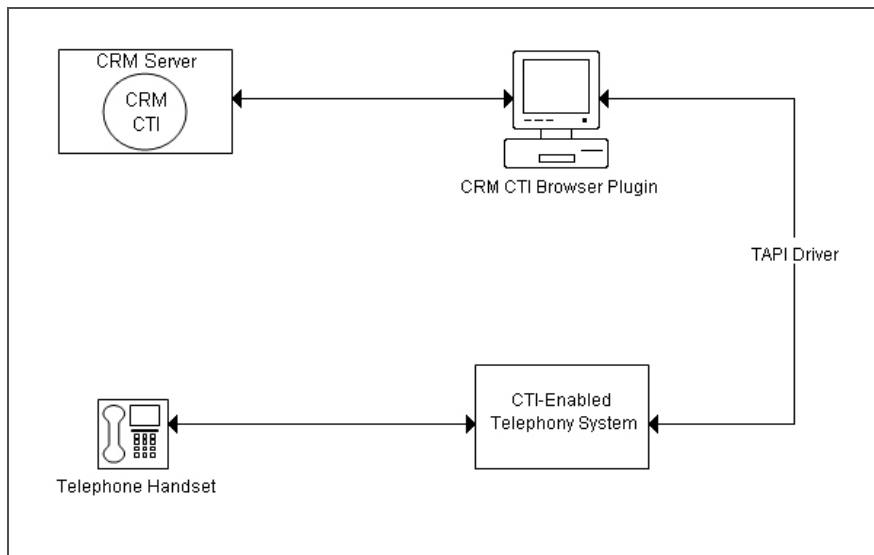 CRM Server
CRM
CTI
CRM CTI Browser Plugin
TAPI Driver
CTI-Enabled
Telephony System
Telephone Handset